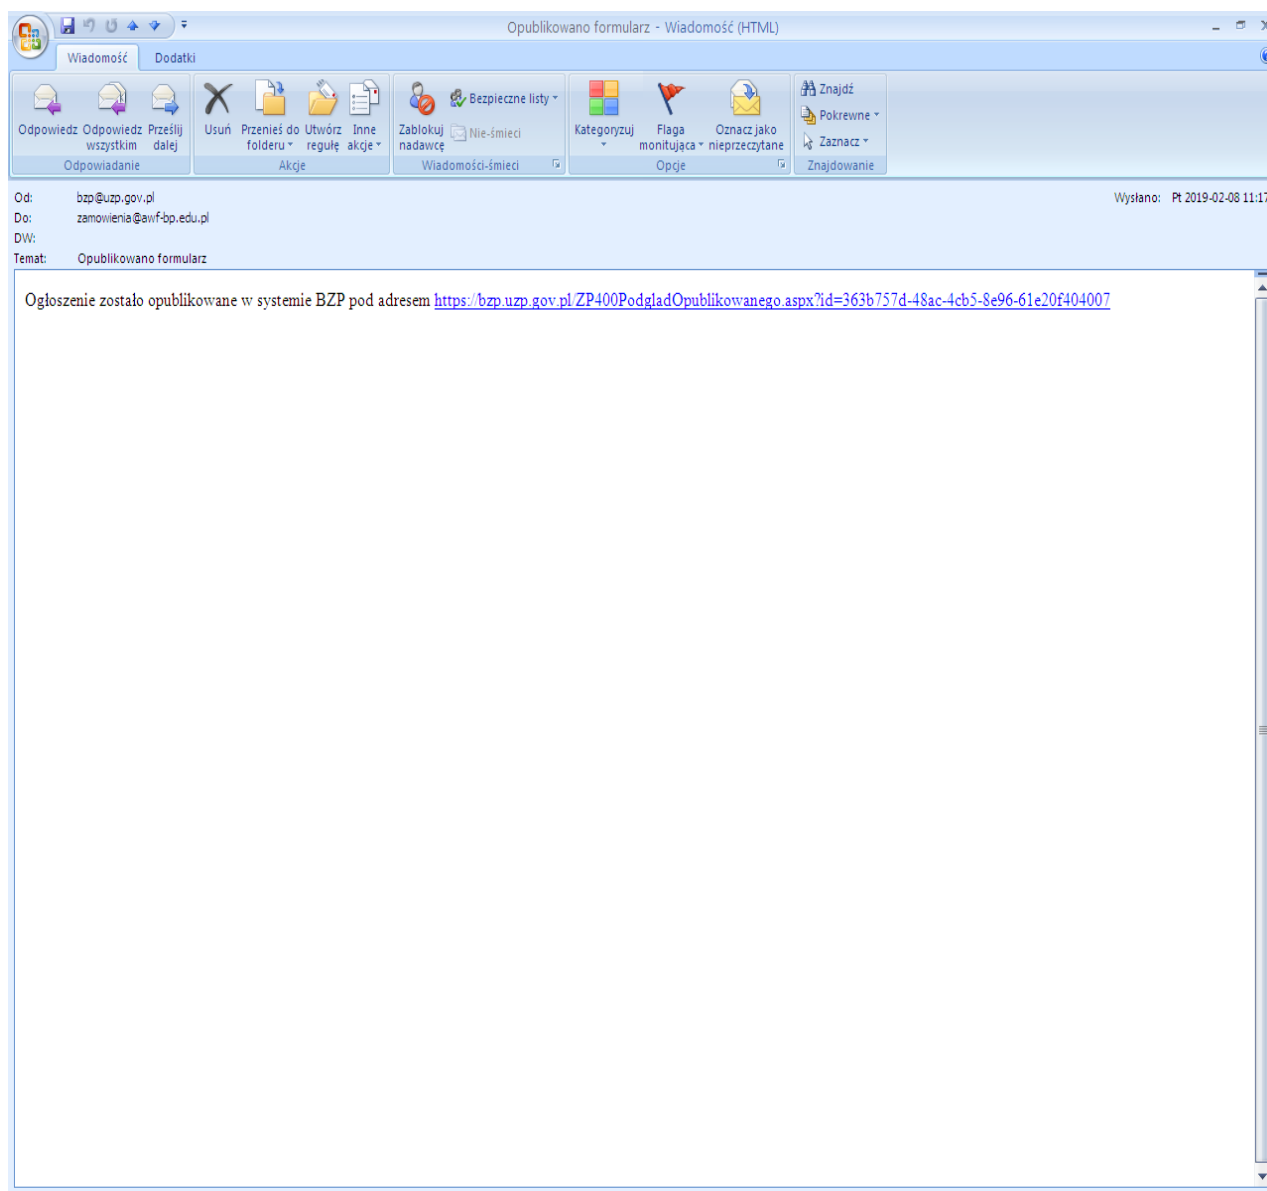 Opublikowano formularz - Wiadomość (HTML)
Wiadomość Dodatki
Odpowiedz Odpowiedz wszystkim Prześlij dalej Usuń Przenieś do folderu Utwórz regułę Inne akcje Zablokuj nadawcę Bezpieczne listy Nie-śmieci Kategoryzuj Flaga monitująca Oznacz jako nieprzeczytane Znajdź Pokrewne Zaznacz
Odpowiadanie Akcje Wiadomości-śmieci Opcje Znajdowanie
Od: bzp@uzp.gov.pl Wysłano: Pt 2019-02-08 11:17
Do: zamowienia@awf-bp.edu.pl
DW:
Temat: Opublikowano formularz
Ogłoszenie zostało opublikowane w systemie BZP pod adresem https://bzp.uzp.gov.pl/ZP400PodgladOpublikowanego.aspx?id=363b757d-48ac-4cb5-8e96-61e20f404007